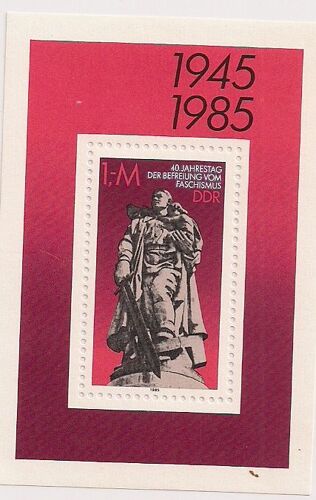 1945
1985
1,-M
40. JAHRESTAG
DER BEFREIUNG VOM
FASCHISMUS
DDR
1985